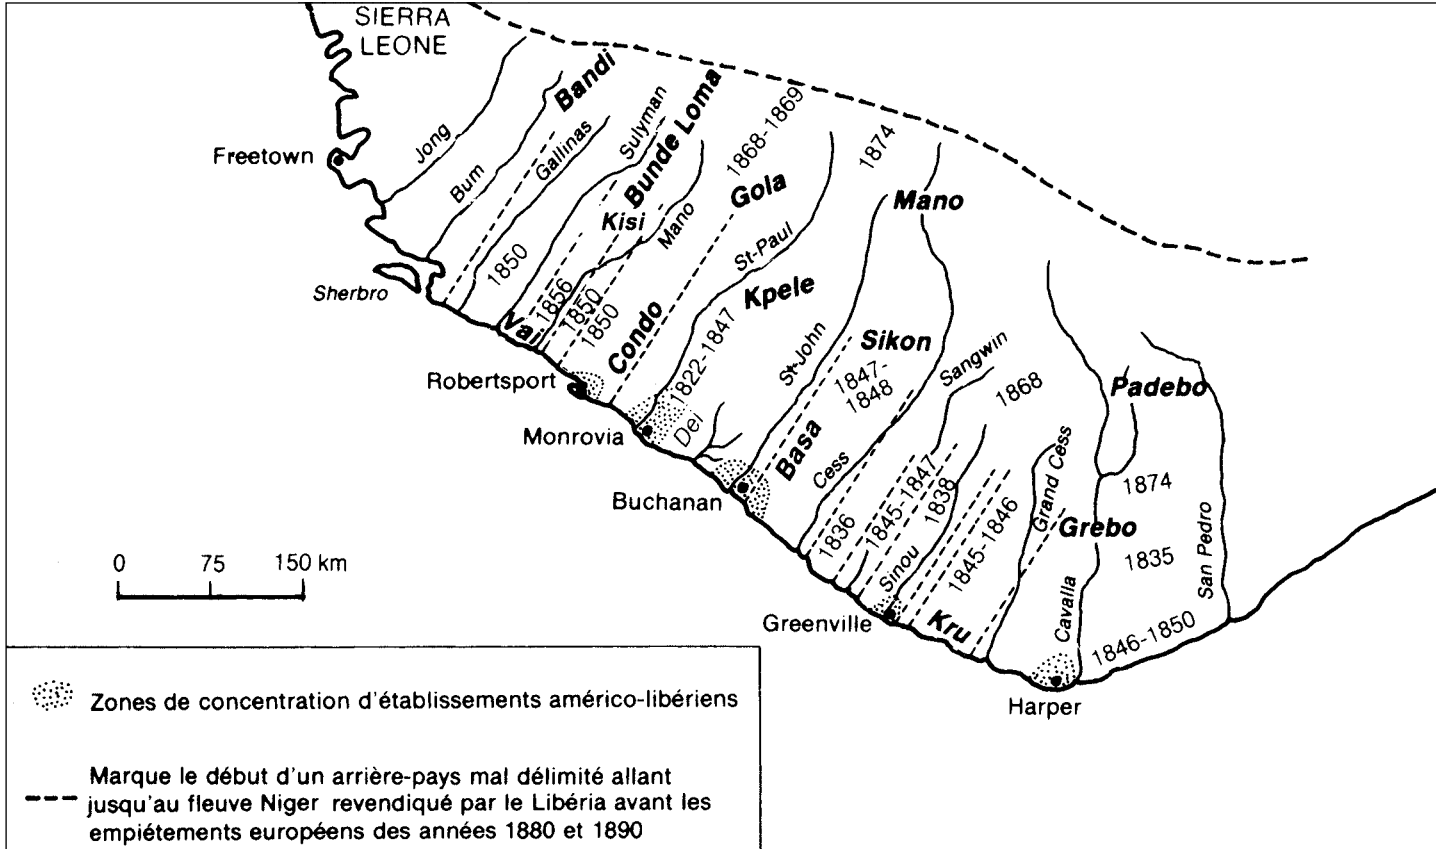 SIERRA
LEONE
Freetown
Jong
Bum
Bandi
Gallinas
Sulyman
Bunde Loma
Kisi
Mano
1868-1869
Gola
1874
Mano
St-Paul
Kpele
Sherbro
1850
1856
1850
1850
Vai
Condo
1822-1847
Robertsport
Monrovia
Dei
St-John
Sikon
1847-
1848
Sangwin
1868
Padebo
Buchanan
Basa
Cess
1836
1845-1847
1838
Sinou
1845-1846
Grand Cess
Grebo
1874
1835
San Pedro
Cavalla
1846-1850
Greenville
Kru
Harper
0 75 150 km
Zones de concentration d'établissements américo-libériens
Marque le début d'un arrière-pays mal délimité allant
jusqu'au fleuve Niger revendiqué par le Libéria avant les
empiétements européens des années 1880 et 1890